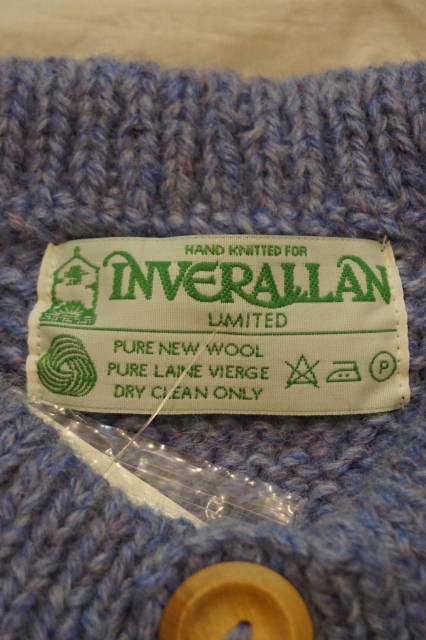 HAND KNITTED FOR
INVERALLAN
LIMITED
PURE NEW WOOL
PURE LAINE VIERGE
DRY CLEAN ONLY
P